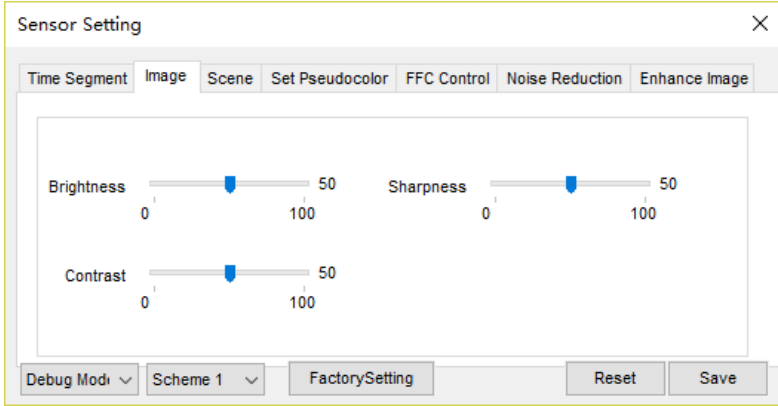 Sensor Setting
Time Segment Image Scene Set Pseudocolor FFC Control Noise Reduction Enhance Image
Brightness 50 Sharpness 50
0 100 0 100
Contrast 50
0 100
Debug Mod Scheme 1 FactorySetting Reset Save